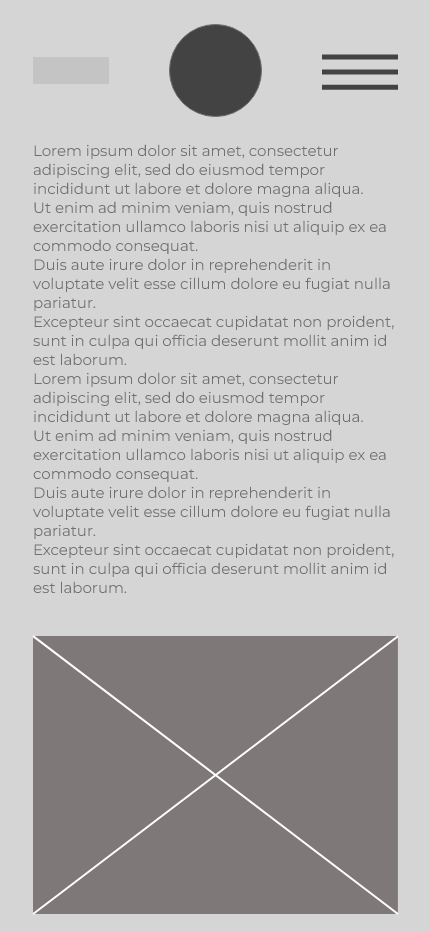 Lorem ipsum dolor sit amet, consectetur
adipiscing elit, sed do eiusmod tempor
incididunt ut labore et dolore magna aliqua.
Ut enim ad minim veniam, quis nostrud
exercitation ullamco laboris nisi ut aliquip ex ea
commodo consequat.
Duis aute irure dolor in reprehenderit in
voluptate velit esse cillum dolore eu fugiat nulla
pariatur.
Excepteur sint occaecat cupidatat non proident,
sunt in culpa qui officia deserunt mollit anim id
est laborum.
Lorem ipsum dolor sit amet, consectetur
adipiscing elit, sed do eiusmod tempor
incididunt ut labore et dolore magna aliqua.
Ut enim ad minim veniam, quis nostrud
exercitation ullamco laboris nisi ut aliquip ex ea
commodo consequat.
Duis aute irure dolor in reprehenderit in
voluptate velit esse cillum dolore eu fugiat nulla
pariatur.
Excepteur sint occaecat cupidatat non proident,
sunt in culpa qui officia deserunt mollit anim id
est laborum.